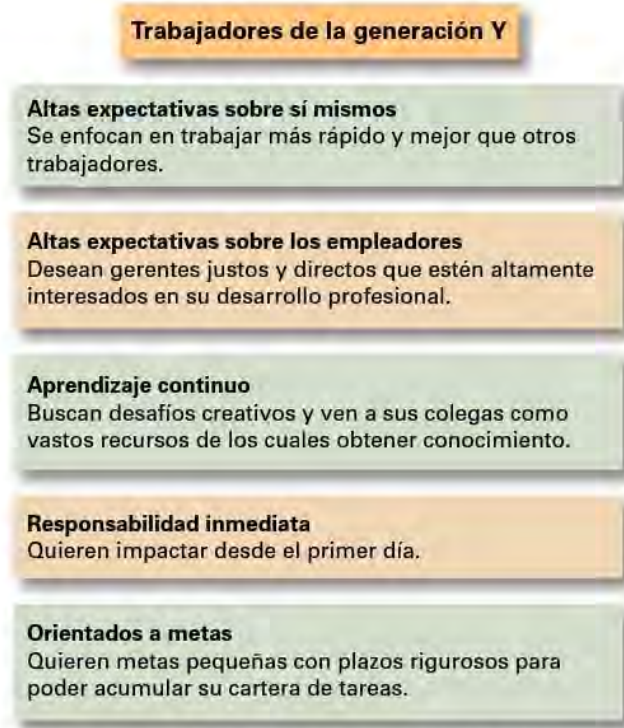 Trabajadores de la generación Y
Altas expectativas sobre sí mismos
Se enfocan en trabajar más rápido y mejor que otros
trabajadores.
Altas expectativas sobre los empleadores
Desean gerentes justos y directos que estén altamente
interesados en su desarrollo profesional.
Aprendizaje continuo
Buscan desafíos creativos y ven a sus colegas como
vastos recursos de los cuales obtener conocimiento.
Responsabilidad inmediata
Quieren impactar desde el primer día.
Orientados a metas
Quieren metas pequeñas con plazos rigurosos para
poder acumular su cartera de tareas.